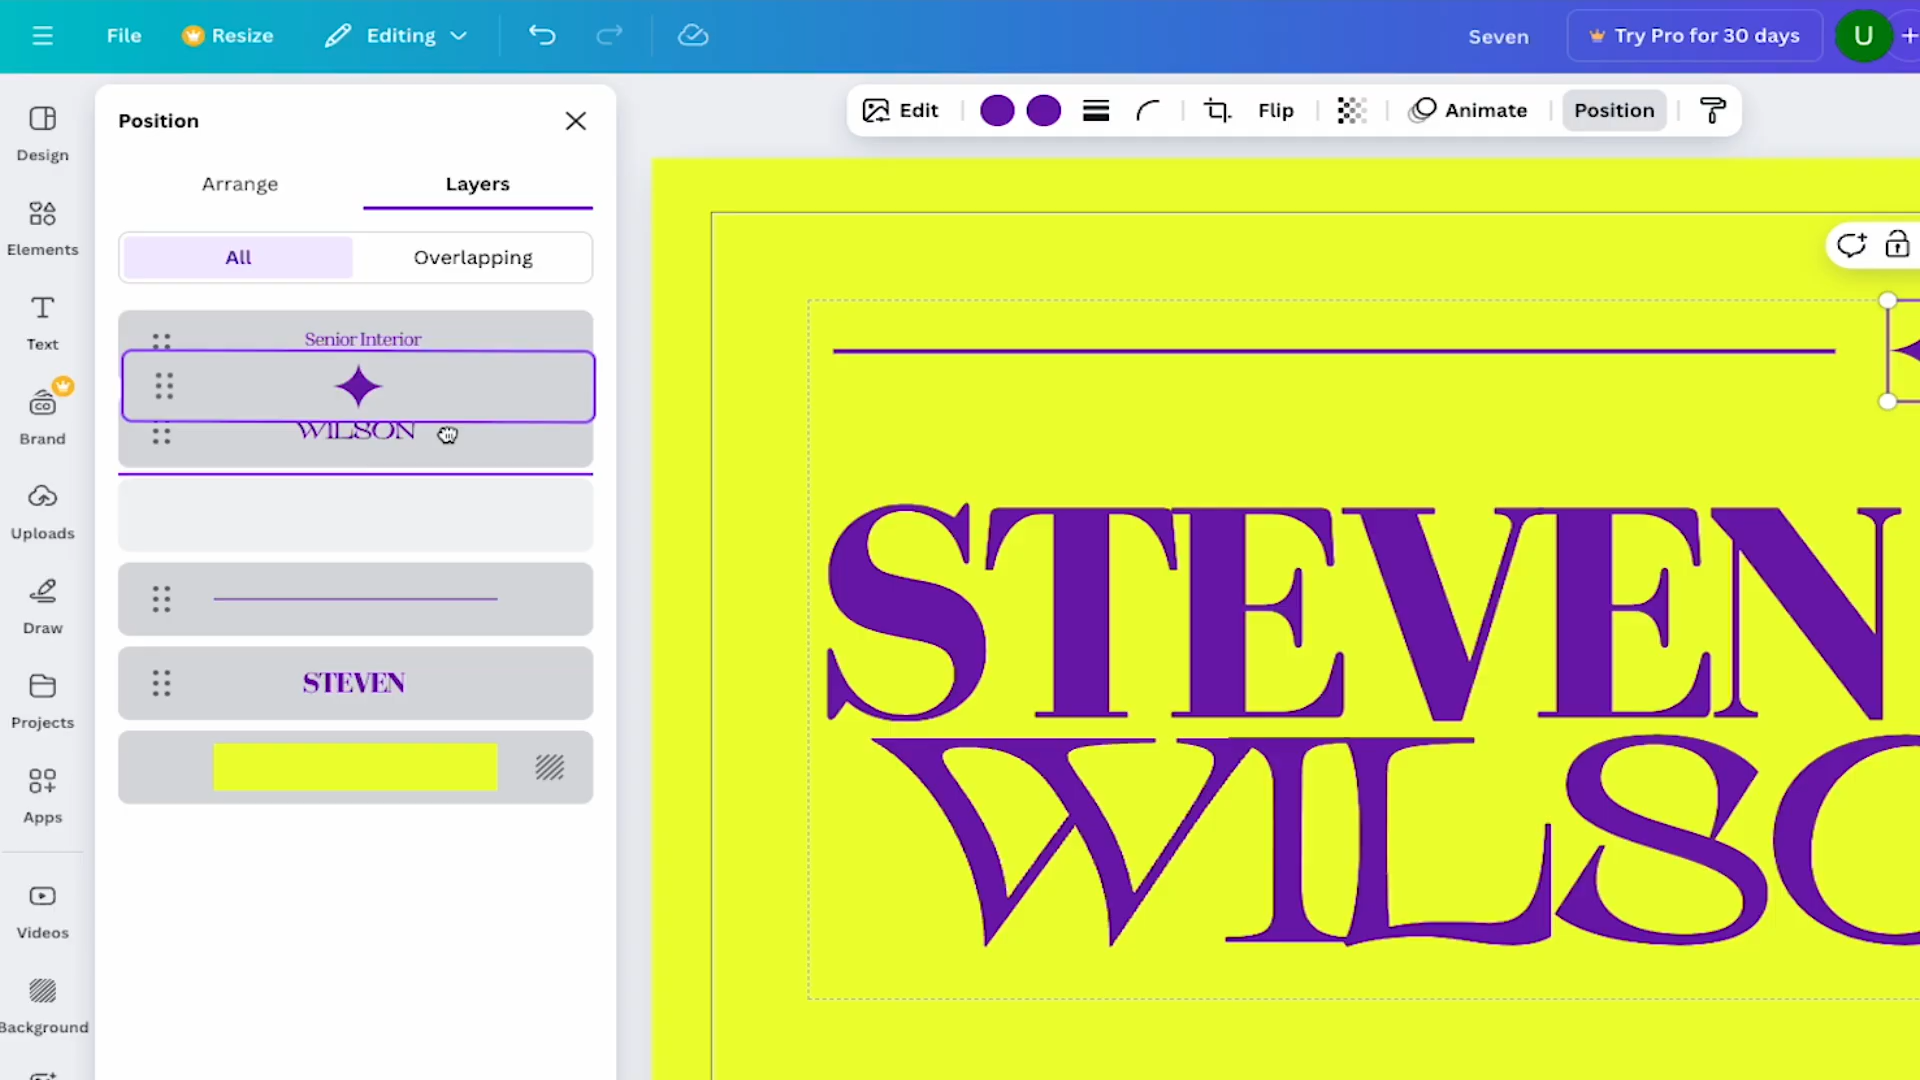 File
Resize
Editing
Seven
Try Pro for 30 days
U
Design
Elements
Text
Brand
Uploads
Draw
Projects
Apps
Videos
Background
Position
Arrange
Layers
All
Overlapping
Senior Interior
WILSON
STEVEN
Edit
Flip
Animate
Position
STEVEN
WILSO